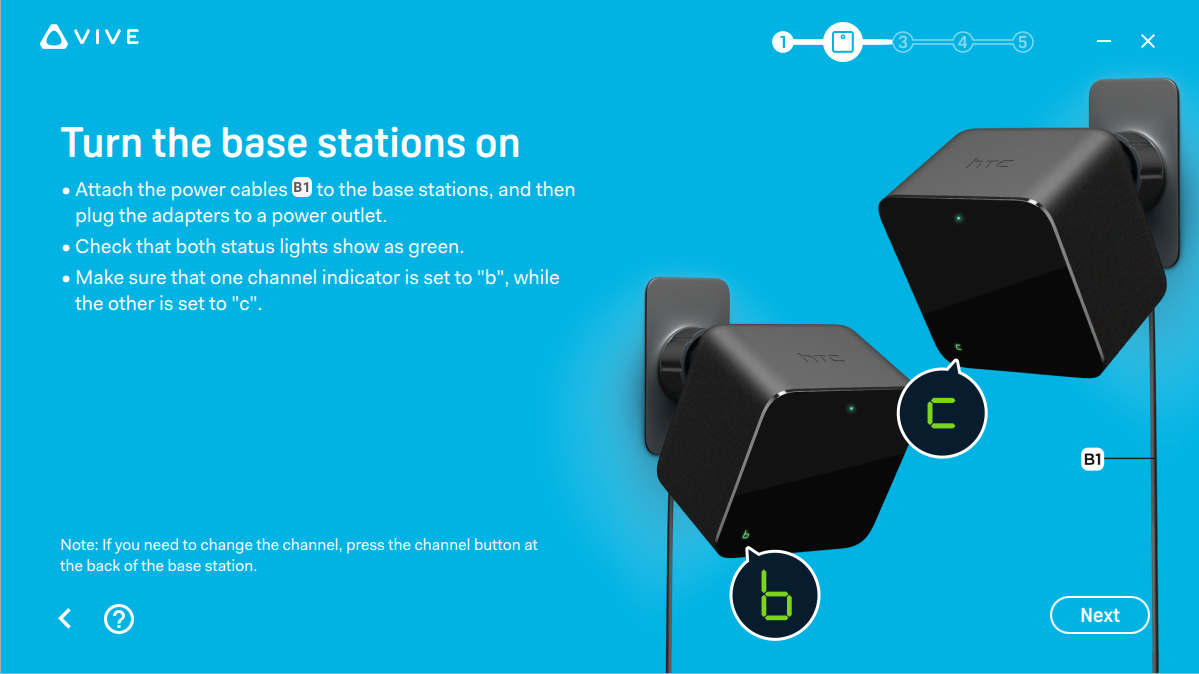 VIVE
1 3 4 5
Turn the base stations on
• Attach the power cables B1 to the base stations, and then
plug the adapters to a power outlet.
• Check that both status lights show as green.
• Make sure that one channel indicator is set to "b", while
the other is set to "c".
hTC
c
hTC
c
B1
b
b
Note: If you need to change the channel, press the channel button at
the back of the base station.
?
Next